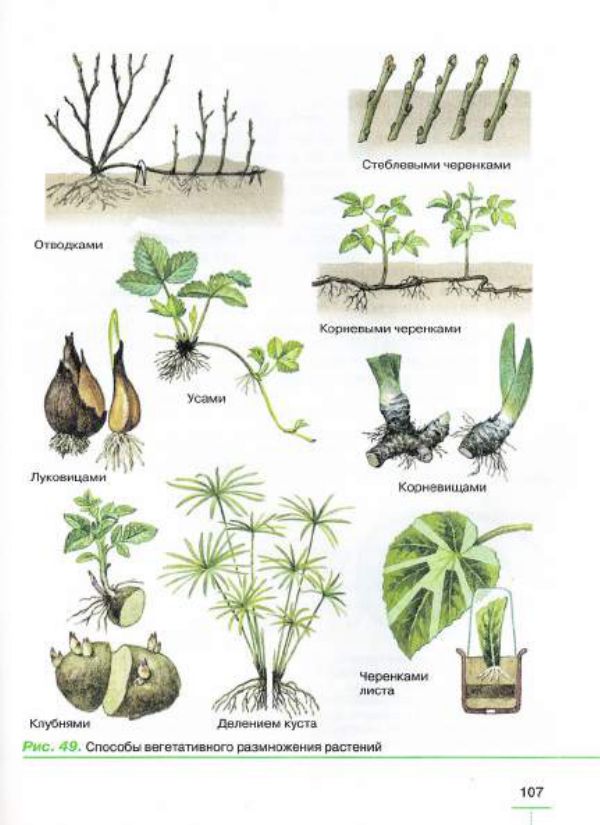 Стеблевыми черенками
Отводками
Корневыми черенками
Усами
Луковицами
Корневищами
Черенками
листа
Клубнями
Делением куста
Рис. 49. Способы вегетативного размножения растений
107